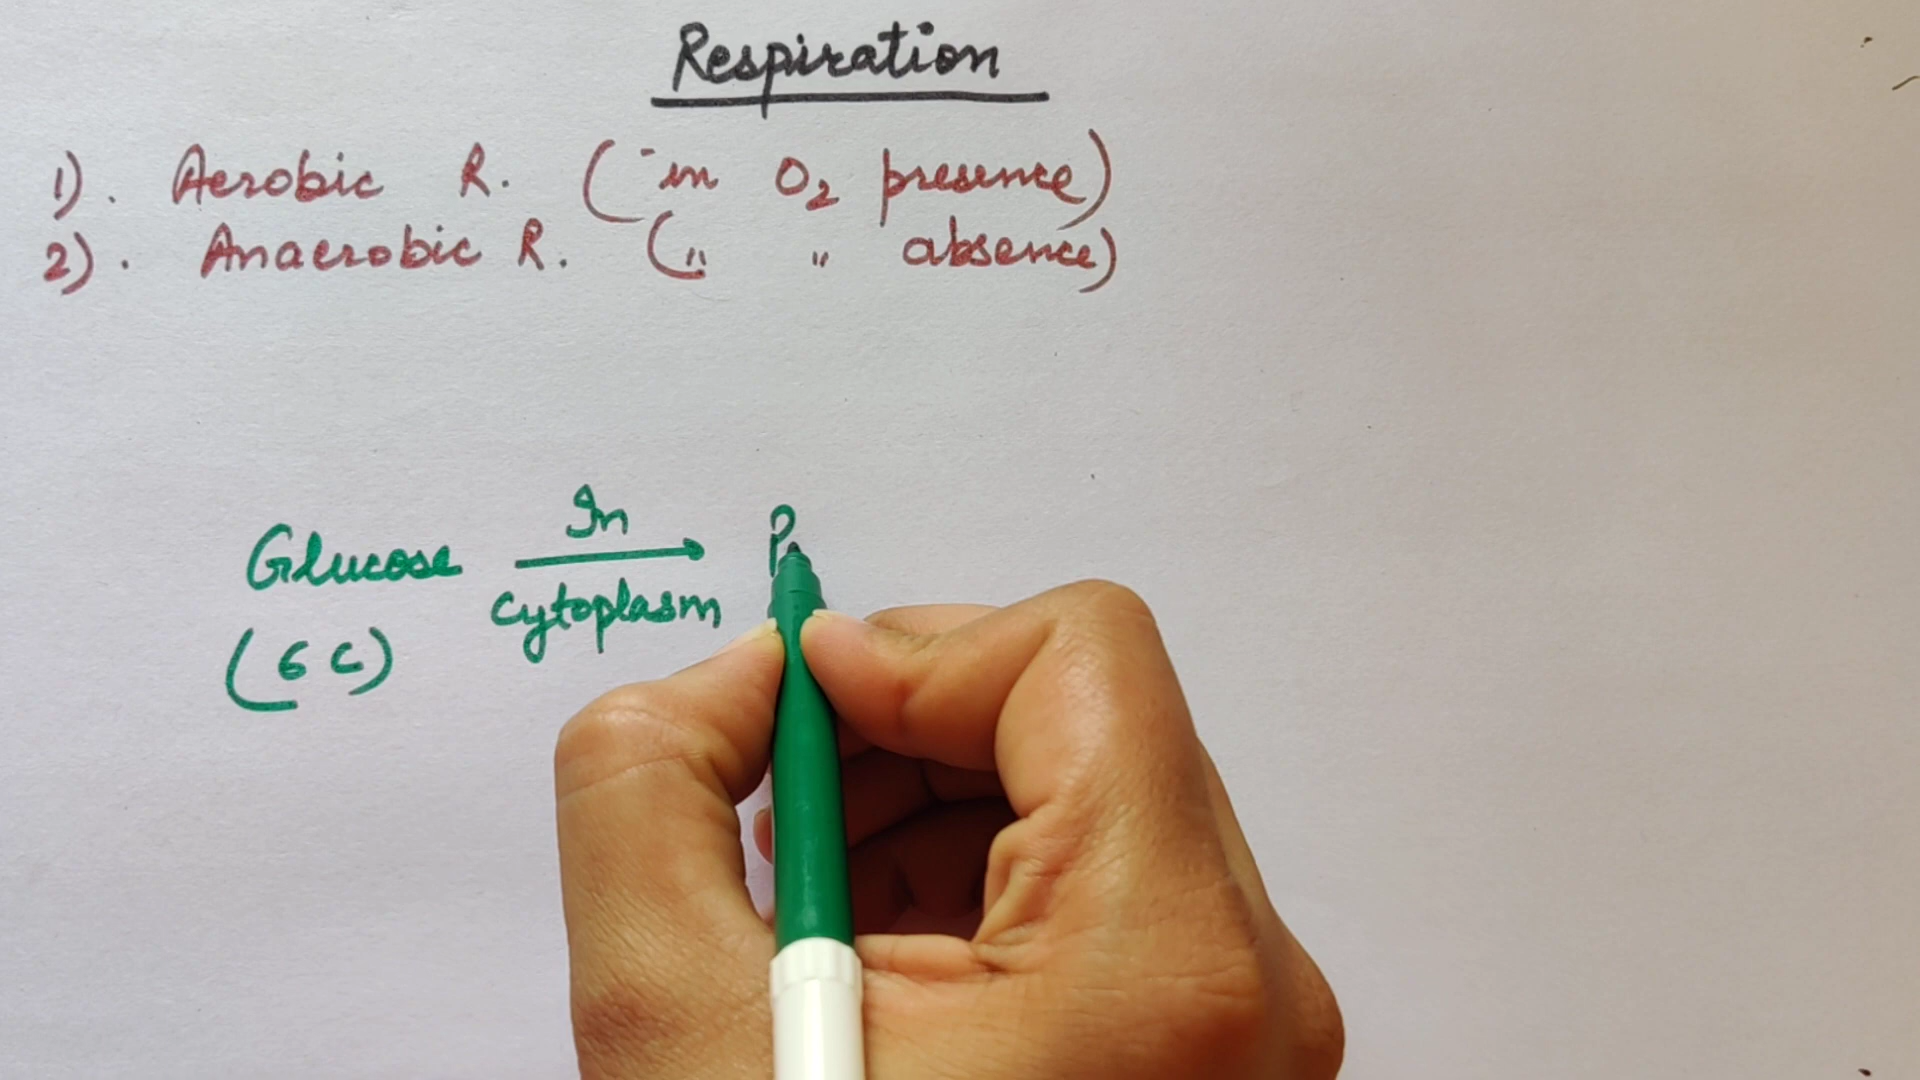 Respiration
1). Aerobic R. (in O₂ presence)
2). Anaerobic R. (" " absence)
In
Glucose → P
cytoplasm
(6C)